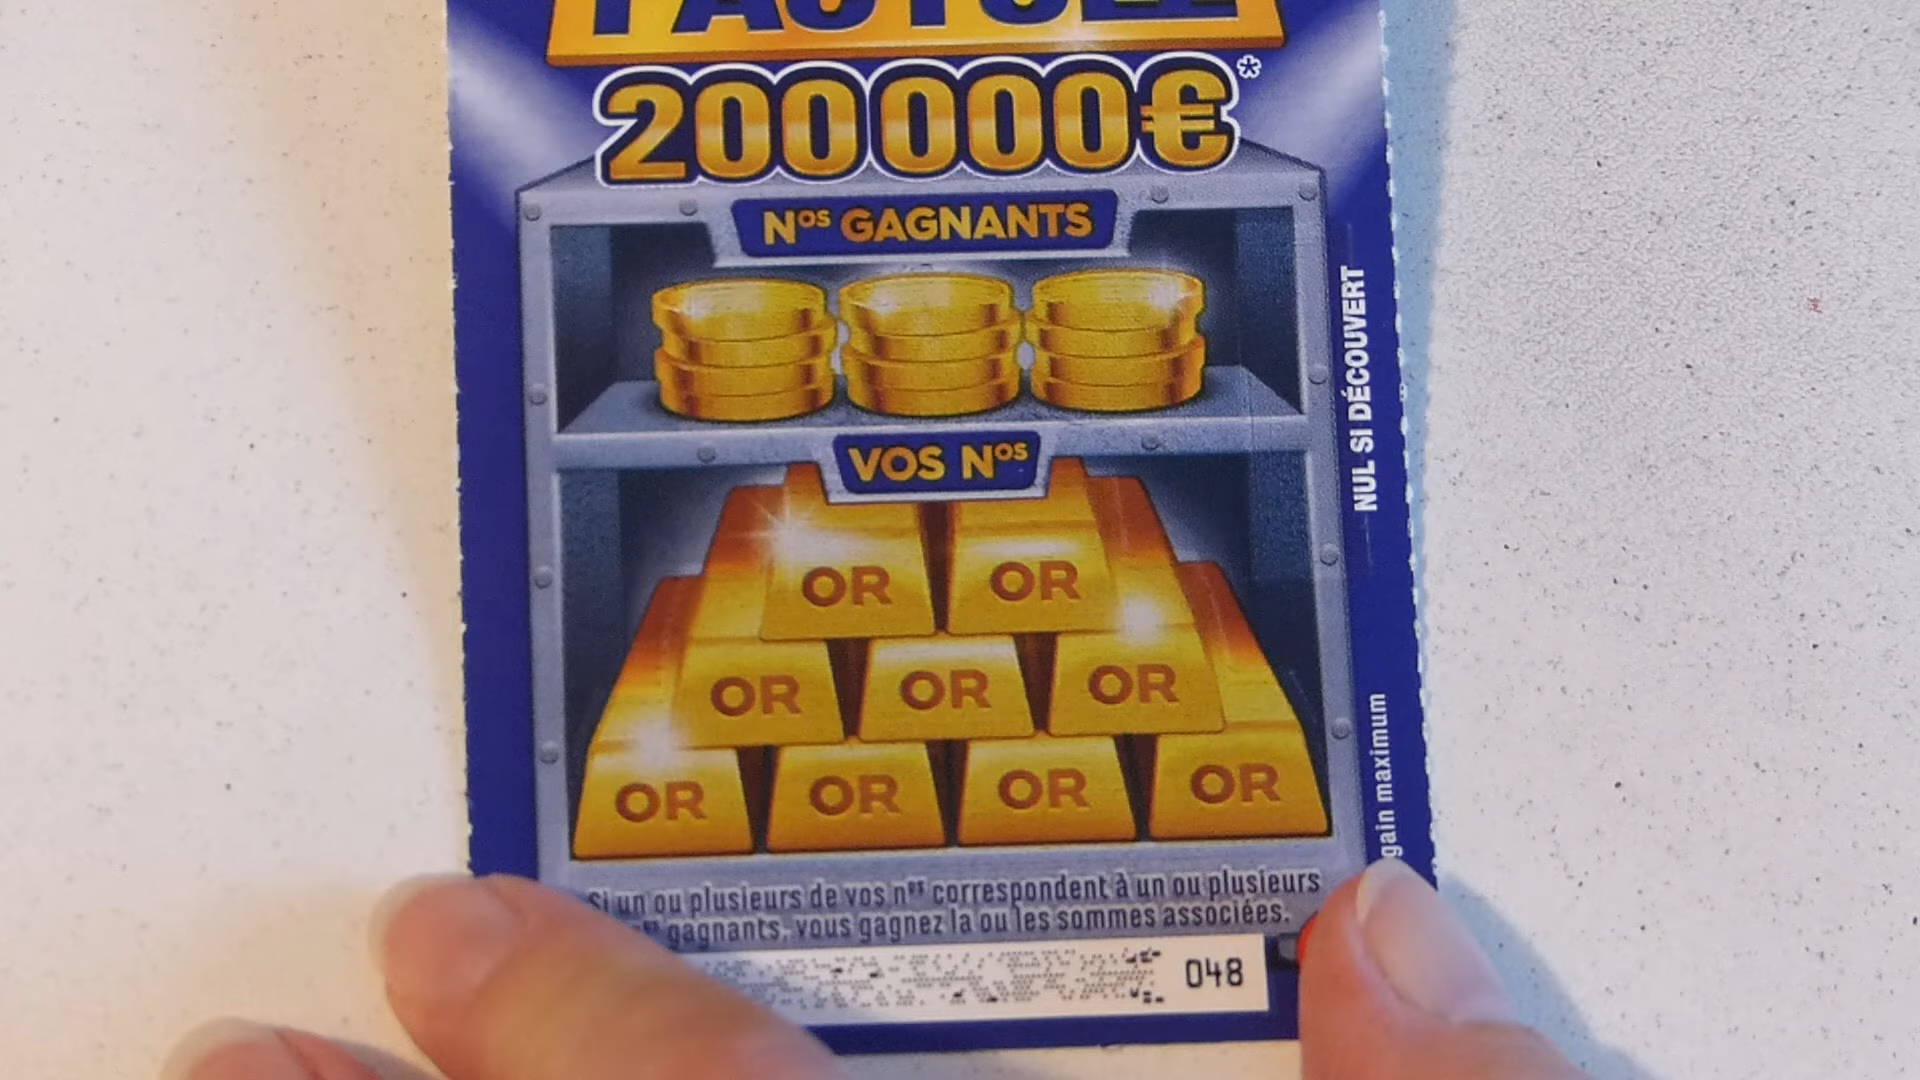 200000€*
Nos GAGNANTS
VOS Nos
OR OR
OR OR OR
OR OR OR OR
Si un ou plusieurs de vos nos correspondent à un ou plusieurs
gagnants, vous gagnez la ou les sommes associées.
048
NUL SI DÉCOUVERT
gain maximum